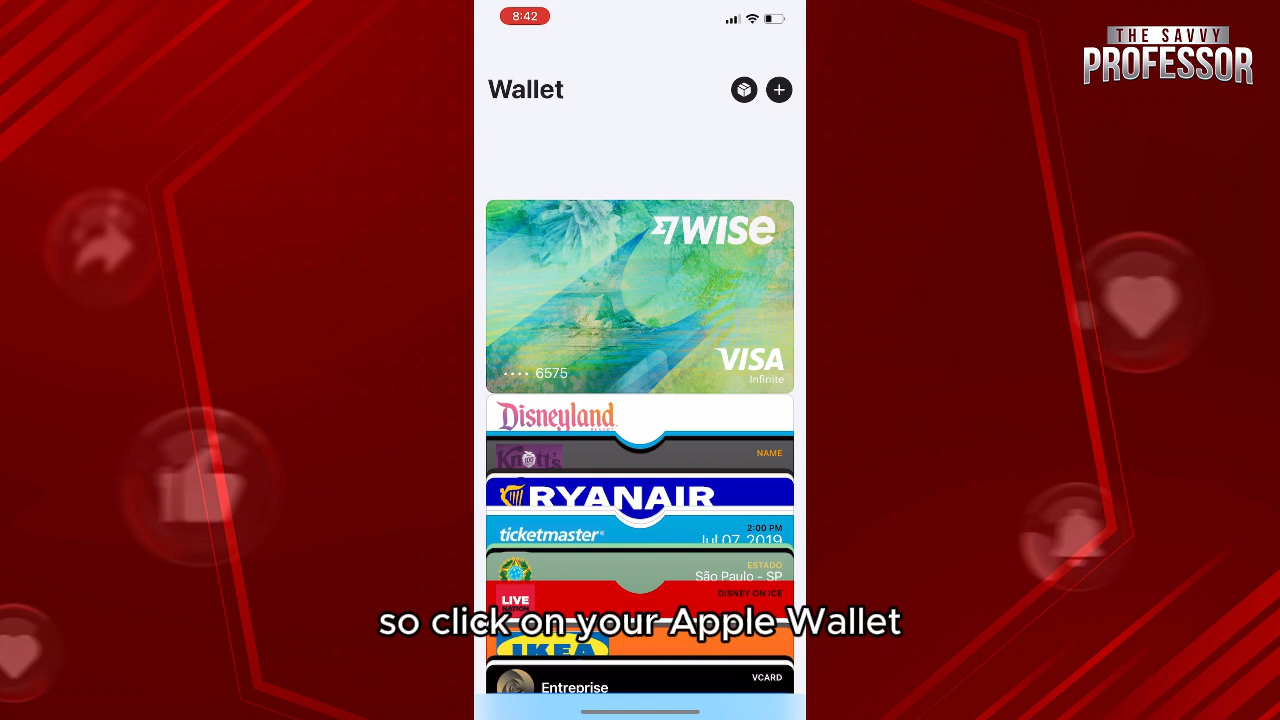 8:42
THE SAVVY
PROFESSOR
Wallet
WISE
VISA
Infinite
•••• 6575
Disneyland
RESORT
Knott's
NAME
RYANAIR
ticketmaster®
2:00 PM
Jul 07, 2019
ESTADO
São Paulo - SP
LIVE NATION
DISNEY ON ICE
so click on your Apple Wallet
IKEA
VCARD
Entreprise